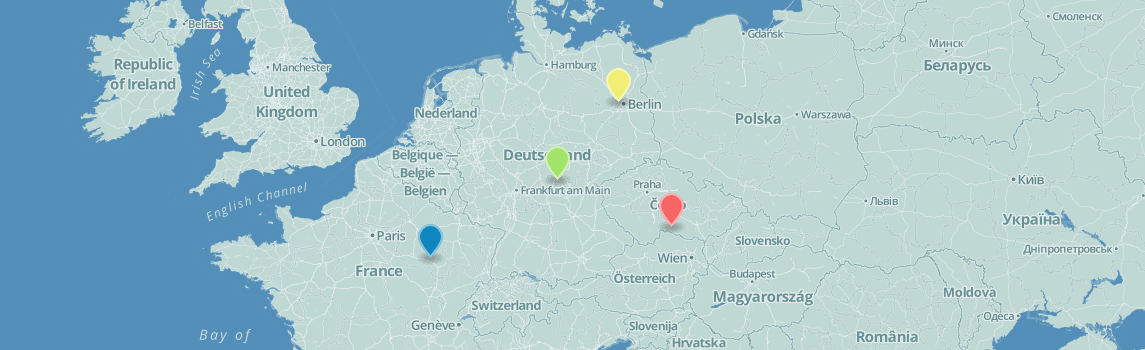 Belfast
Смоленск
Gdańsk
Минск
Беларусь
Republic
of Ireland
Irish Sea
Manchester
Hamburg
United
Kingdom
Berlin
Nederland
Polska
Warszawa
London
Belgique —
België —
Belgien
Deutschland
Київ
English Channel
Frankfurt am Main
Praha
Львів
Україна
Paris
Slovensko
Дніпропетровськ
Wien
France
Österreich
Budapest
Magyarország
Moldova
Switzerland
Одеса
Genève
Slovenija
Bay of
România
Hrvatska